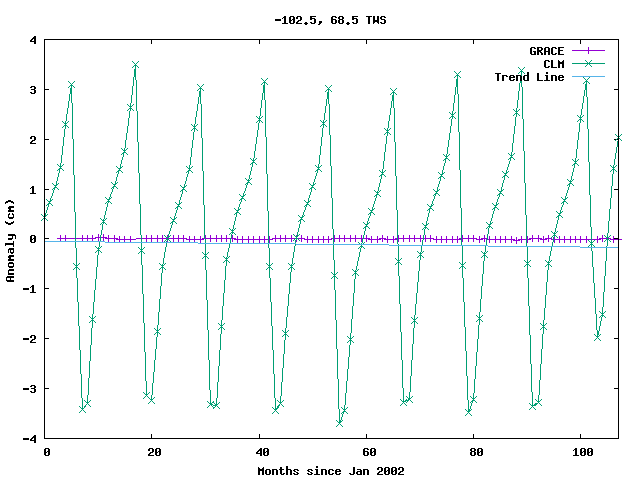 -102.5, 68.5 TWS
GRACE
CLM
Trend Line
4
3
2
1
0
-1
-2
-3
-4
Anomaly (cm)
0 20 40 60 80 100
Months since Jan 2002